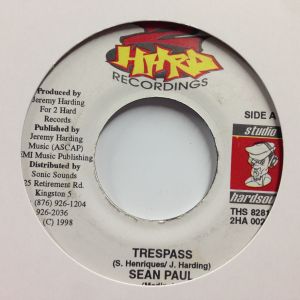 2 HARD
RECORDINGS
Produced by
Jeremy Harding
For 2 Hard
Records
Published by
Jeremy Harding
Music (ASCAP)
EMI Music Publishing
Distributed by
Sonic Sounds
25 Retirement Rd.
Kingston 5
(876) 926-1204
926-2036
(C) 1998
SIDE A
studio
hardsou
THS 8281
2HA 002
TRESPASS
(S. Henriques/ J. Harding)
SEAN PAUL